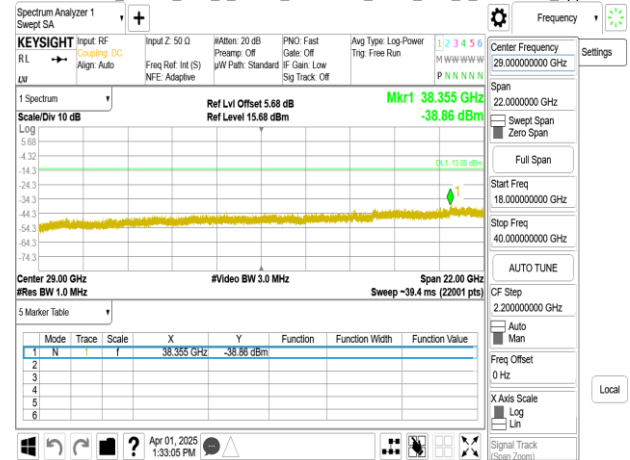 Spectrum Analyzer 1
Swept SA
Frequency
KEYSIGHT
RL
Input: RF
Coupling: DC
Align: Auto
Input Z: 50 Ω
Freq Ref: Int (S)
NFE: Adaptive
#Atten: 20 dB
Preamp: Off
µW Path: Standard
PNO: Fast
Gate: Off
IF Gain: Low
Sig Track: Off
Avg Type: Log-Power
Trig: Free Run
1 2 3 4 5 6
M W W W W W
P N N N N N
LXI
1 Spectrum
Scale/Div 10 dB
Ref Lvl Offset 5.68 dB
Ref Level 15.68 dBm
Mkr1 38.355 GHz
-38.86 dBm
Log
5.68
-4.32
-14.3
-24.3
-34.3
-44.3
-54.3
-64.3
-74.3
DL1 -13.00 dBm
1
Center 29.00 GHz
#Res BW 1.0 MHz
#Video BW 3.0 MHz
Span 22.00 GHz
Sweep ~39.4 ms (22001 pts)
5 Marker Table
Mode Trace Scale X Y Function Function Width Function Value
1 N 1 f 38.355 GHz -38.86 dBm
2
3
4
5
6
Apr 01, 2025
1:33:05 PM
Center Frequency
29.000000000 GHz
Span
22.0000000 GHz
Swept Span
Zero Span
Full Span
Start Freq
18.000000000 GHz
Stop Freq
40.000000000 GHz
AUTO TUNE
CF Step
2.200000000 GHz
Auto
Man
Freq Offset
0 Hz
X Axis Scale
Log
Lin
Signal Track
(Span Zoom)
Settings
Local